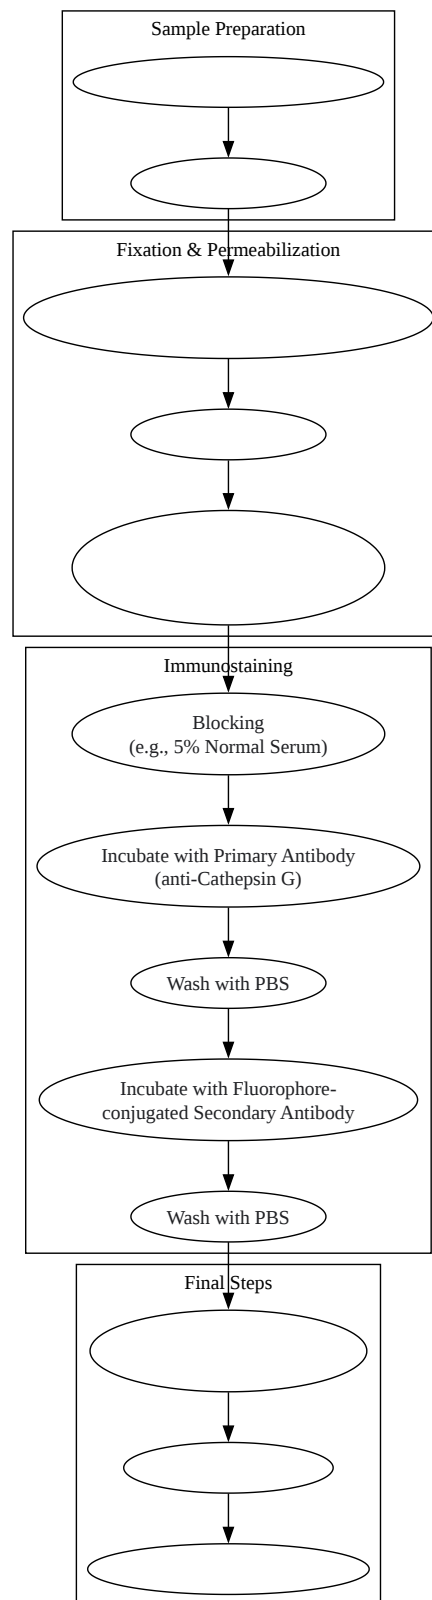 Sample Preparation
Fixation & Permeabilization
Immunostaining
Blocking
(e.g., 5% Normal Serum)
Incubate with Primary Antibody
(anti-Cathepsin G)
Wash with PBS
Incubate with Fluorophore-
conjugated Secondary Antibody
Wash with PBS
Final Steps